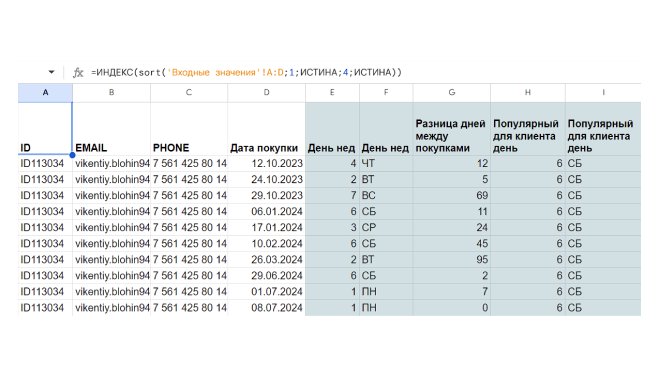 =ИНДЕКС(sort('Входные значения'!A:D;1;ИСТИНА;4;ИСТИНА))
A B C D E F G H I
ID EMAIL PHONE Дата покупки День нед День нед Разница дней между покупками Популярный для клиента день Популярный для клиента день
ID113034 vikentiy.blohin94 7 561 425 80 14 12.10.2023 4 ЧТ 12 6 СБ
ID113034 vikentiy.blohin94 7 561 425 80 14 24.10.2023 2 ВТ 5 6 СБ
ID113034 vikentiy.blohin94 7 561 425 80 14 29.10.2023 7 ВС 69 6 СБ
ID113034 vikentiy.blohin94 7 561 425 80 14 06.01.2024 6 СБ 11 6 СБ
ID113034 vikentiy.blohin94 7 561 425 80 14 17.01.2024 3 СР 24 6 СБ
ID113034 vikentiy.blohin94 7 561 425 80 14 10.02.2024 6 СБ 45 6 СБ
ID113034 vikentiy.blohin94 7 561 425 80 14 26.03.2024 2 ВТ 95 6 СБ
ID113034 vikentiy.blohin94 7 561 425 80 14 29.06.2024 6 СБ 2 6 СБ
ID113034 vikentiy.blohin94 7 561 425 80 14 01.07.2024 1 ПН 7 6 СБ
ID113034 vikentiy.blohin94 7 561 425 80 14 08.07.2024 1 ПН 0 6 СБ